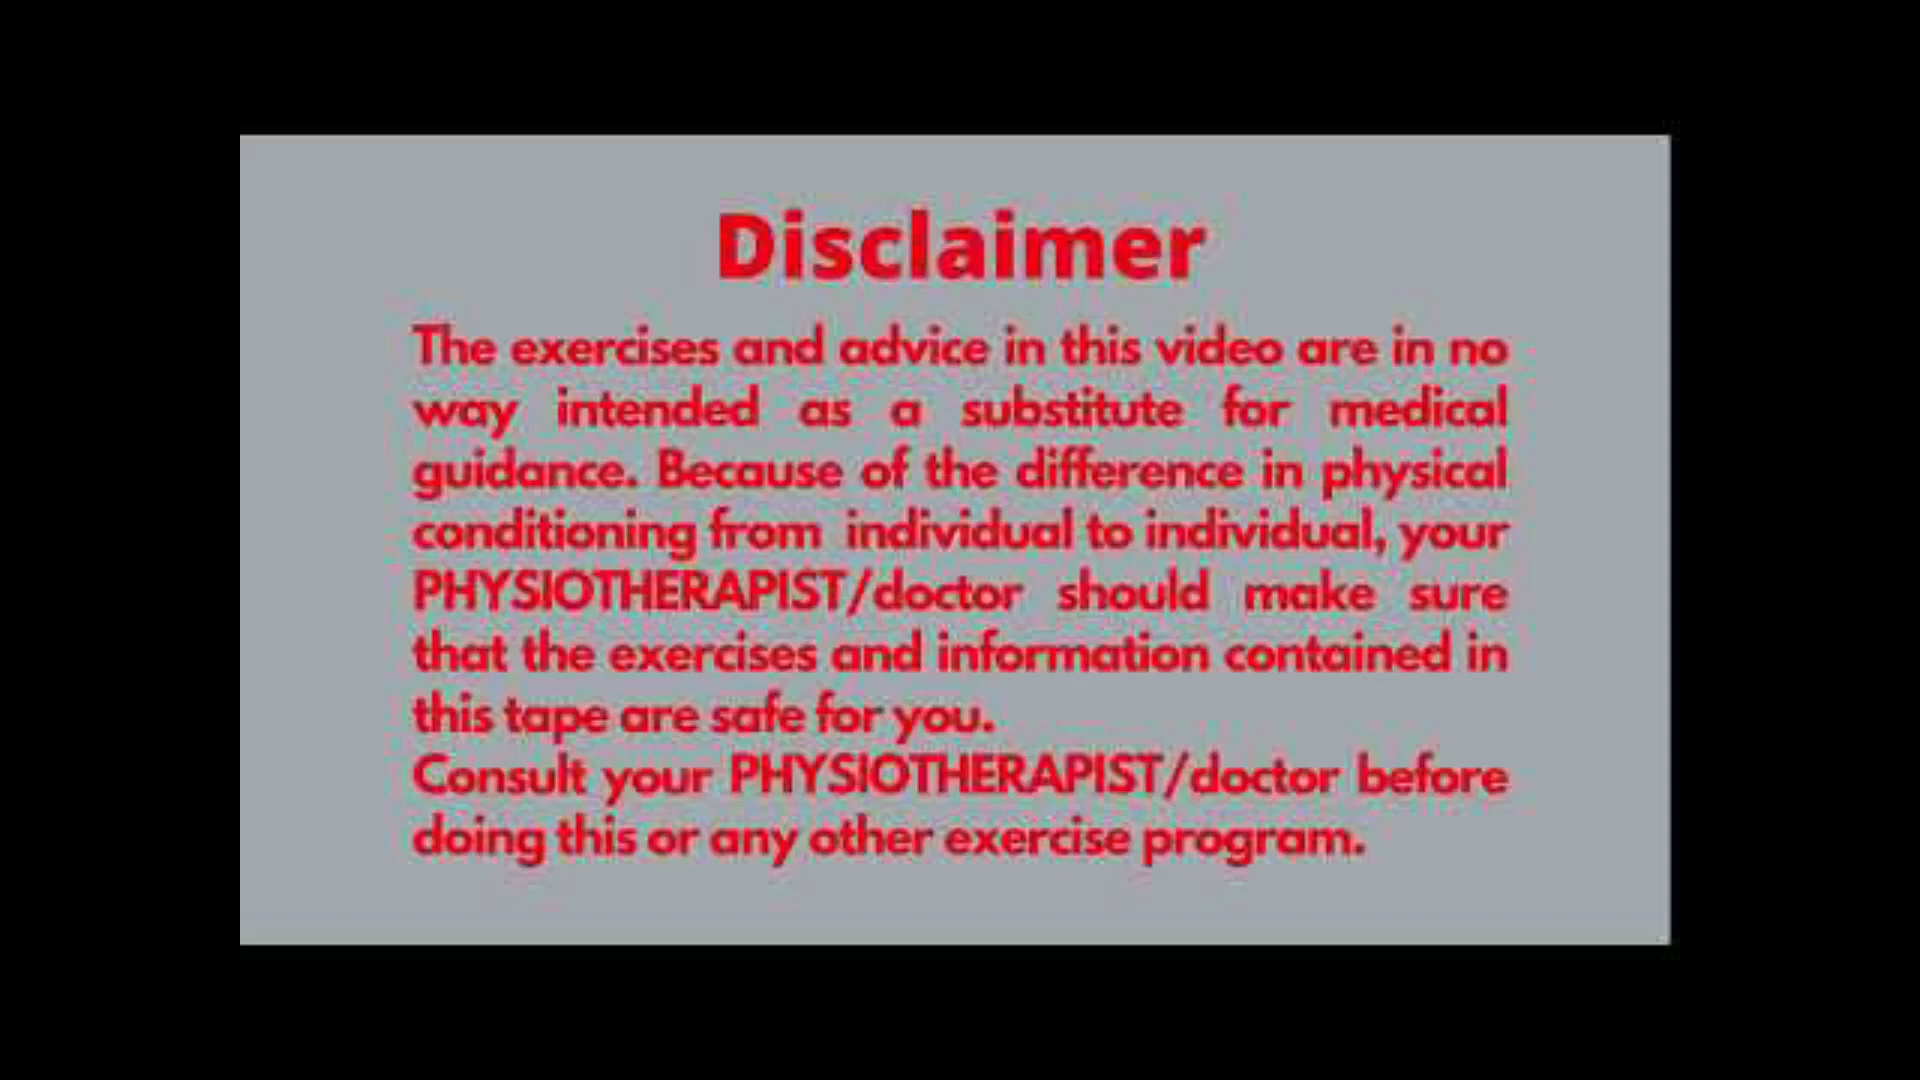 Disclaimer
The exercises and advice in this video are in no
way intended as a substitute for medical
guidance. Because of the difference in physical
conditioning from individual to individual, your
PHYSIOTHERAPIST/doctor should make sure
that the exercises and information contained in
this tape are safe for you.
Consult your PHYSIOTHERAPIST/doctor before
doing this or any other exercise program.